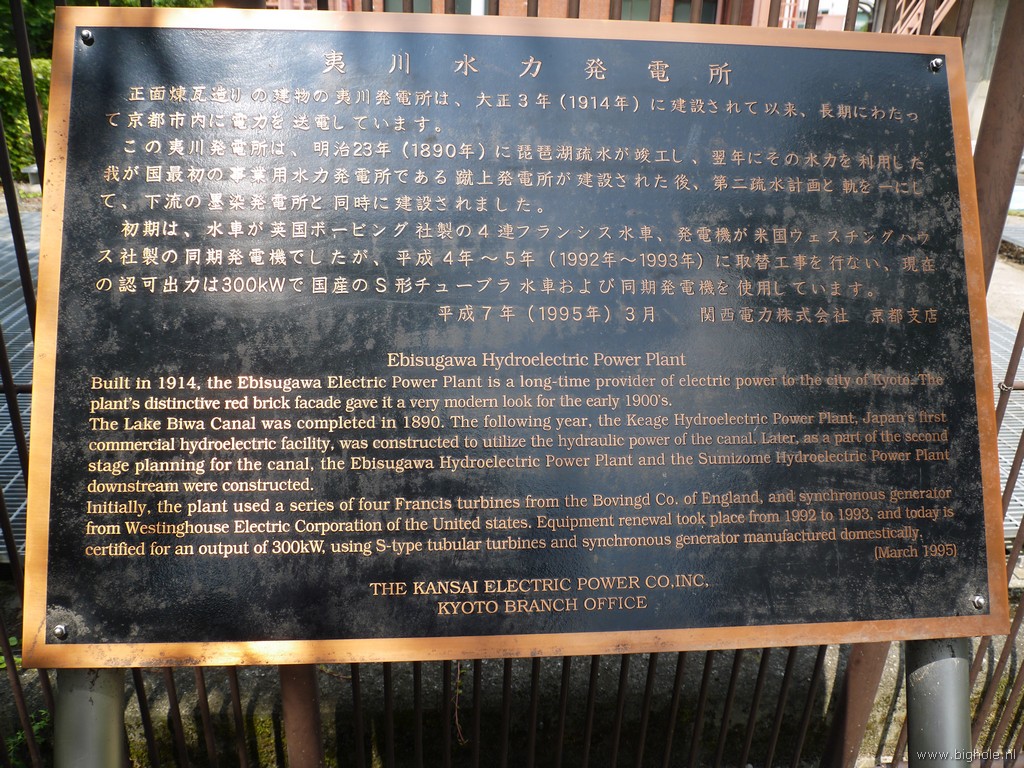 夷川水力発電所
正面煉瓦造りの建物の夷川発電所は、大正3年(1914年)に建設されて以来、長期にわたっ
て京都市内に電力を送電しています。
この夷川発電所は、明治23年(1890年)に琵琶湖疏水が竣工し、翌年にその水力を利用した
我が国最初の事業用水力発電所である蹴上発電所が建設された後、第二疏水計画と軌を一にし
て、下流の墨染発電所と同時に建設されました。
初期は、水車が英国ボービング社製の4連フランシス水車、発電機が米国ウェスチングハウ
ス社製の同期発電機でしたが、平成4年〜5年(1992年〜1993年)に取替工事を行ない、現在
の認可出力は300kWで国産のS形チューブラ水車および同期発電機を使用しています。
平成7年(1995年)3月 関西電力株式会社 京都支店
Ebisugawa Hydroelectric Power Plant
Built in 1914, the Ebisugawa Electric Power Plant is a long-time provider of electric power to the city of Kyoto. The
plant's distinctive red brick facade gave it a very modern look for the early 1900's.
The Lake Biwa Canal was completed in 1890. The following year, the Keage Hydroelectric Power Plant, Japan's first
commercial hydroelectric facility, was constructed to utilize the hydraulic power of the canal. Later, as a part of the second
stage planning for the canal, the Ebisugawa Hydroelectric Power Plant and the Sumizome Hydroelectric Power Plant
downstream were constructed.
Initially, the plant used a series of four Francis turbines from the Bovingd Co. of England, and synchronous generator
from Westinghouse Electric Corporation of the United states. Equipment renewal took place from 1992 to 1993, and today is
certified for an output of 300kW, using S-type tubular turbines and synchronous generator manufactured domestically.
(March 1995)
THE KANSAI ELECTRIC POWER CO,INC,
KYOTO BRANCH OFFICE
www.bighole.nl